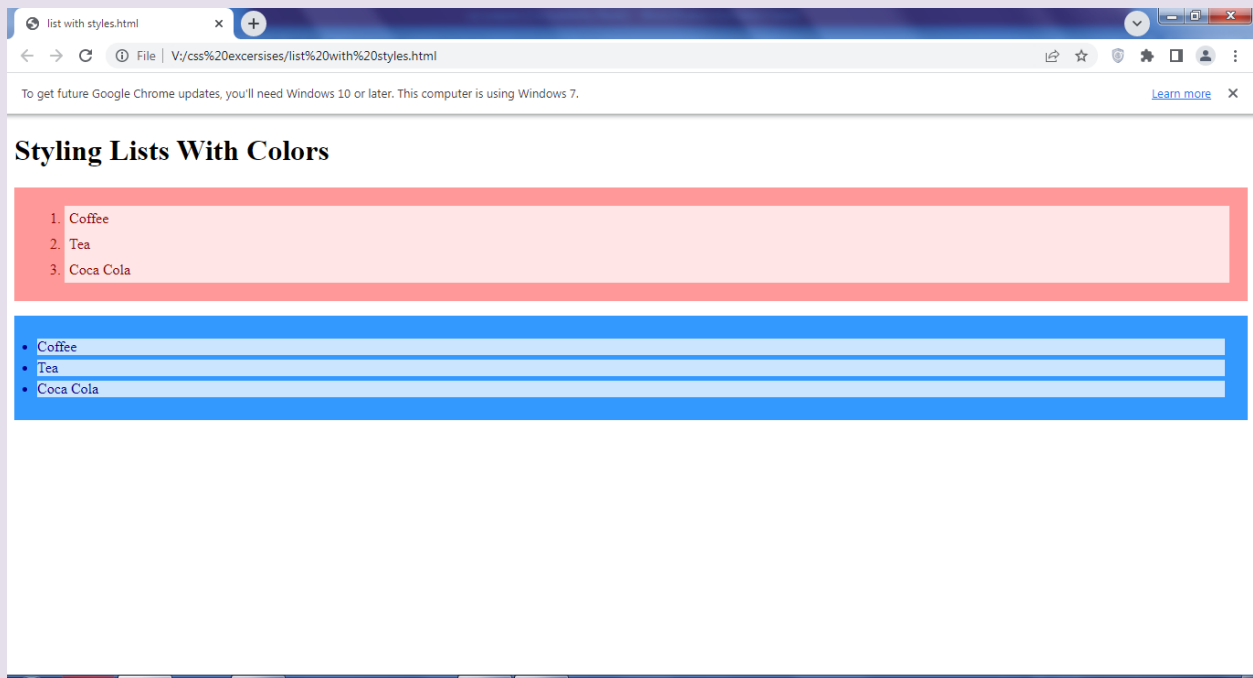 list with styles.html
File V:/css%20excersises/list%20with%20styles.html
To get future Google Chrome updates, you'll need Windows 10 or later. This computer is using Windows 7. Learn more
Styling Lists With Colors
1. Coffee
2. Tea
3. Coca Cola
• Coffee
• Tea
• Coca Cola